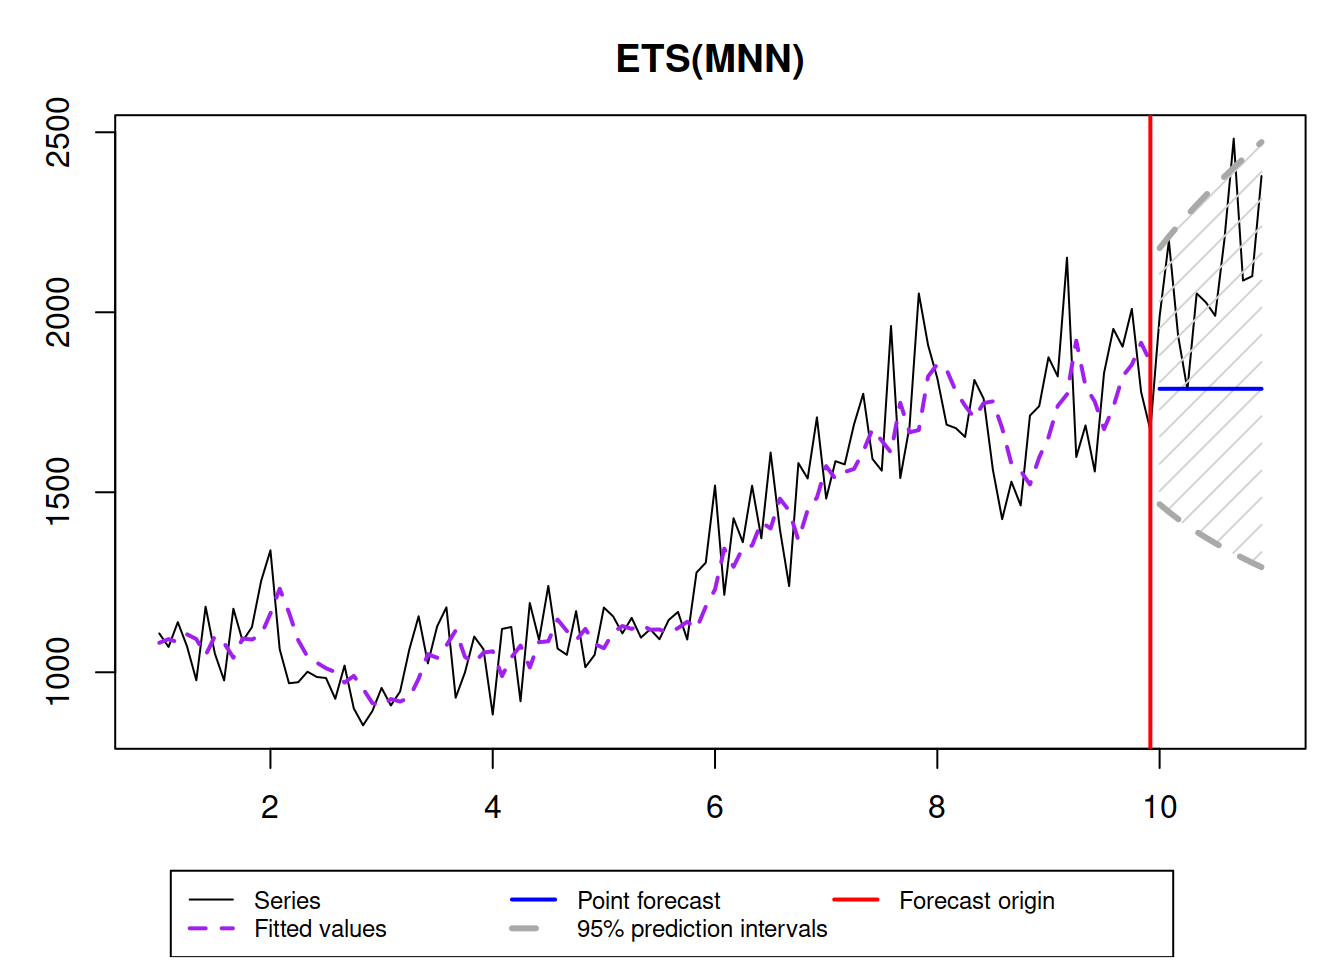 ETS(MNN)
2500
2000
1500
1000
2 4 6 8 10
Series Point forecast Forecast origin
Fitted values 95% prediction intervals